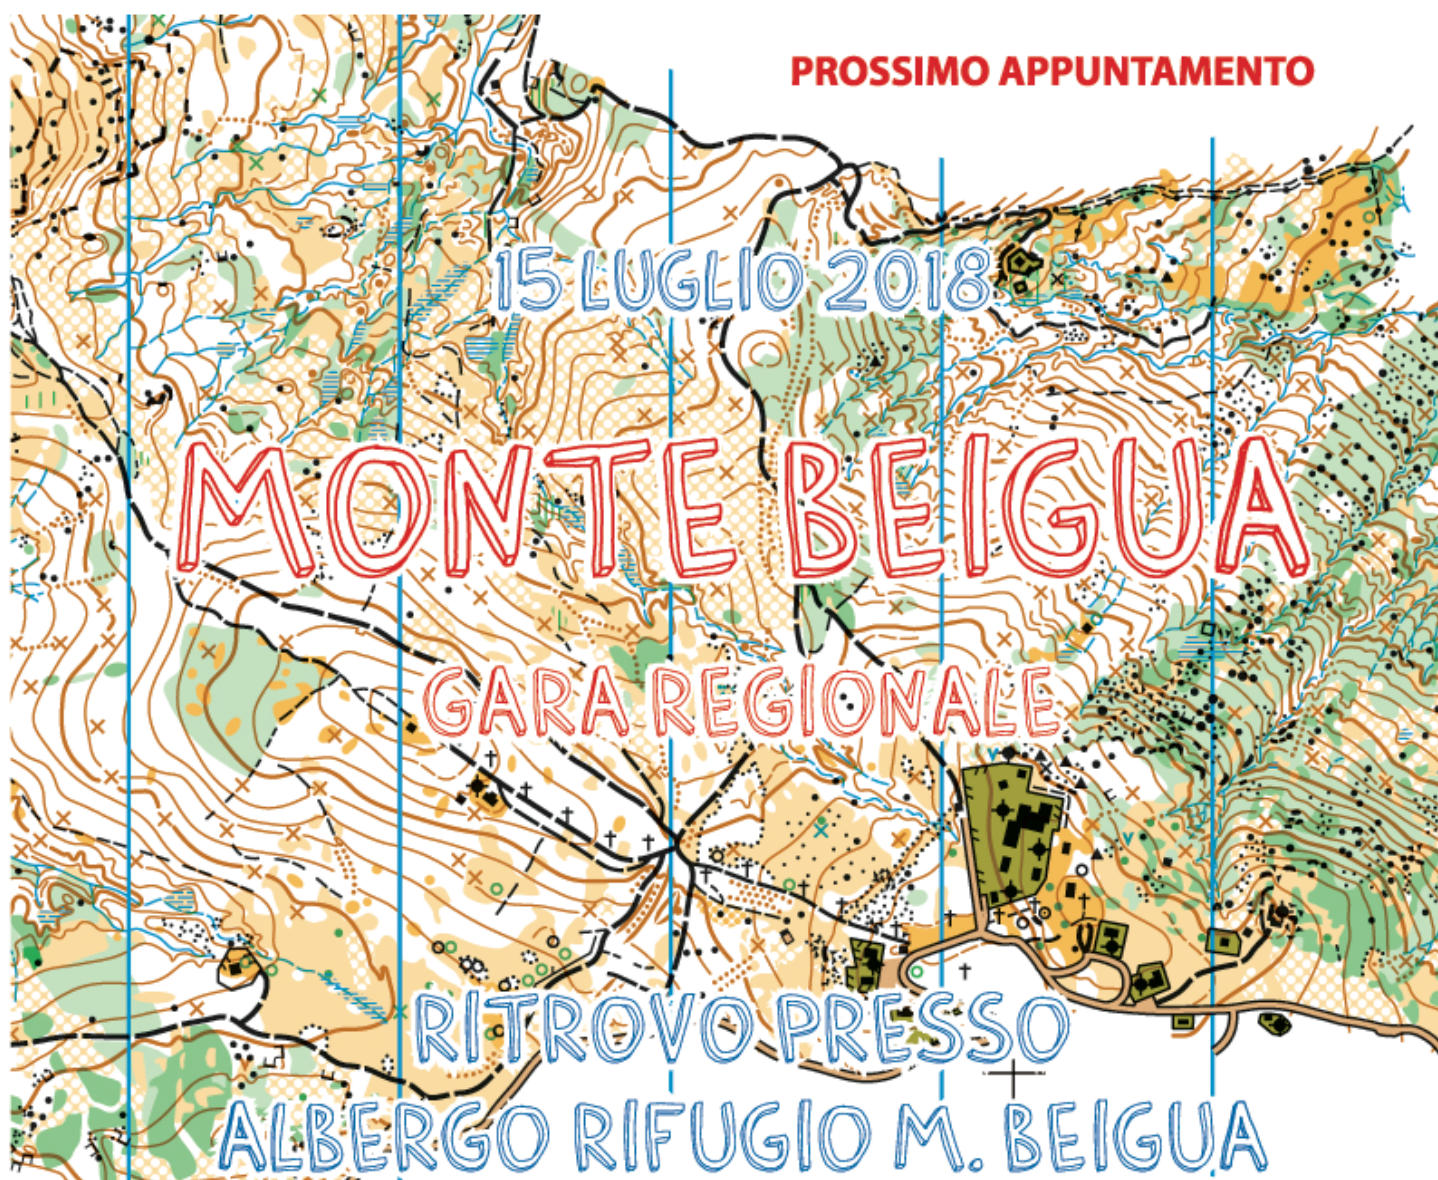 PROSSIMO APPUNTAMENTO
15 LUGLIO 2018
MONTE BEIGUA
GARA REGIONALE
RITROVO PRESSO
ALBERGO RIFUGIO M. BEIGUA